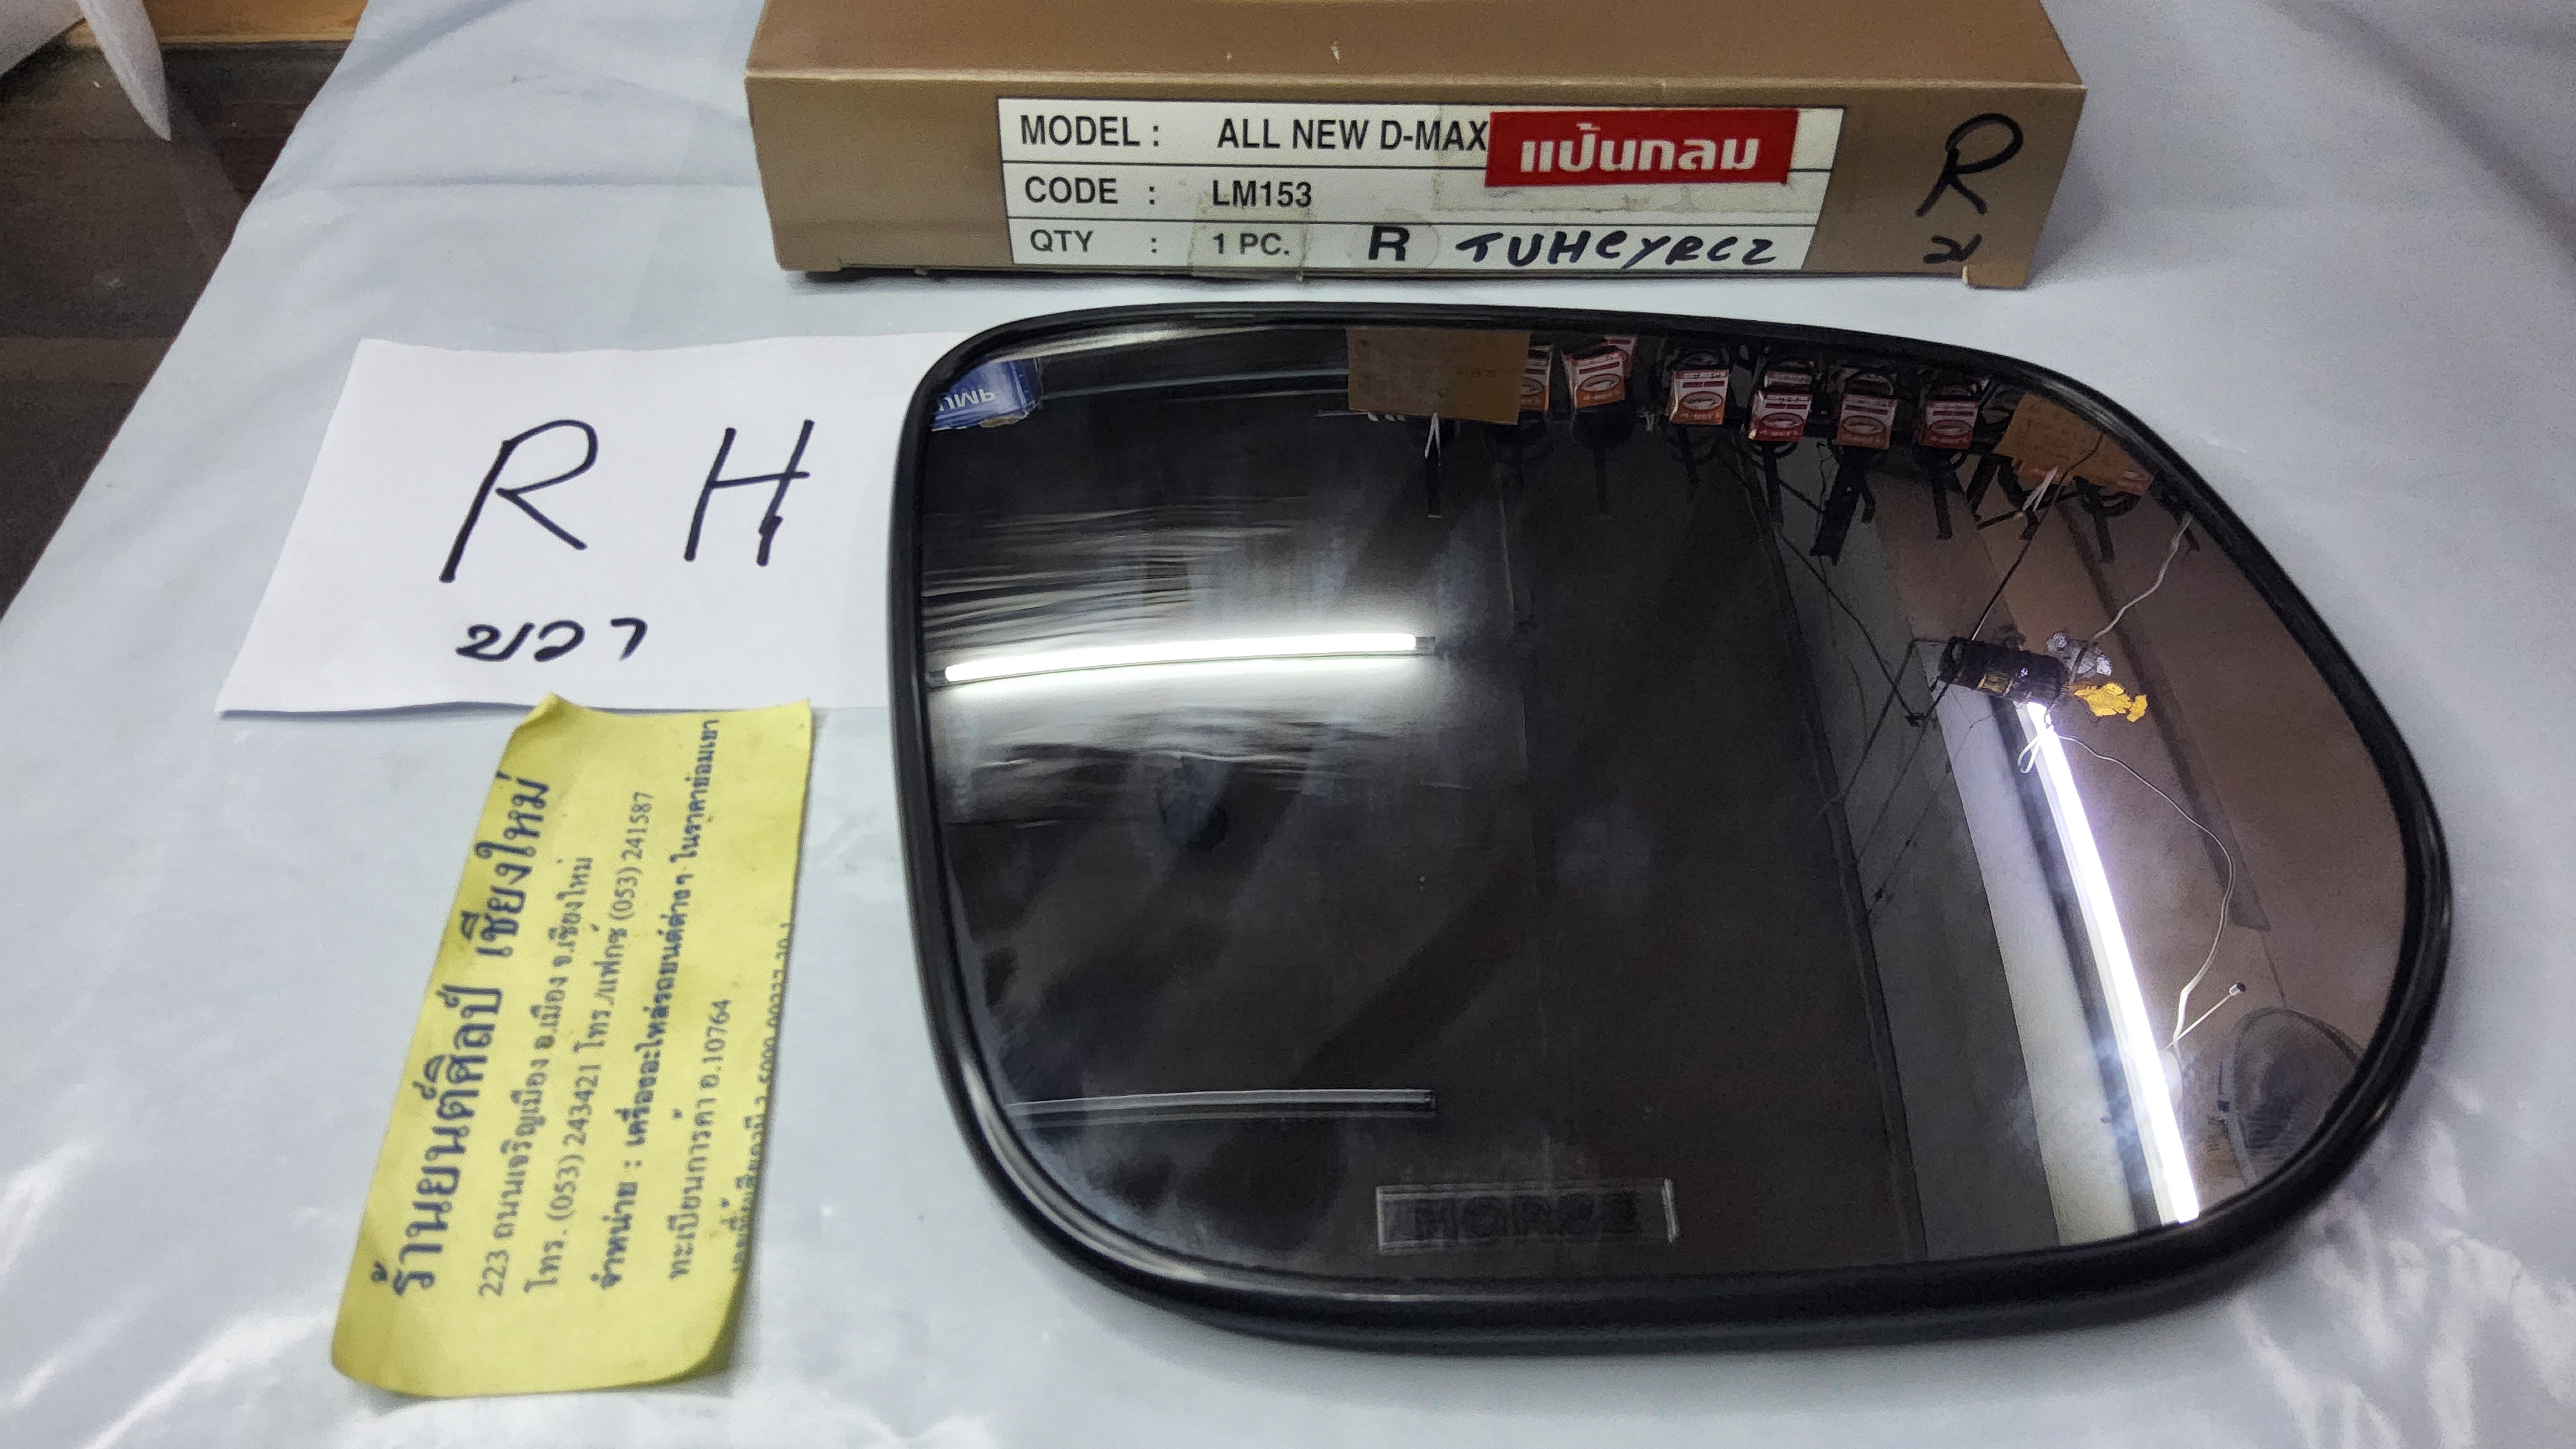 MODEL : ALL NEW D-MAX แป้นกลม
CODE : LM153
QTY : 1 PC. R TUHCYRCZ
R
ข
R H
ขวา
ร้านยนต์ศิลป์ เชียงใหม่
223 ถนนเจริญเมือง อ.เมือง จ.เชียงใหม่
โทร. (053) 243421 โทร./แฟกซ์ (053) 241587
จำหน่าย : เครื่องอะไหล่รถยนต์ต่างๆ ในราคาย่อมเยา
ทะเบียนการค้า อ.10764
HORSE